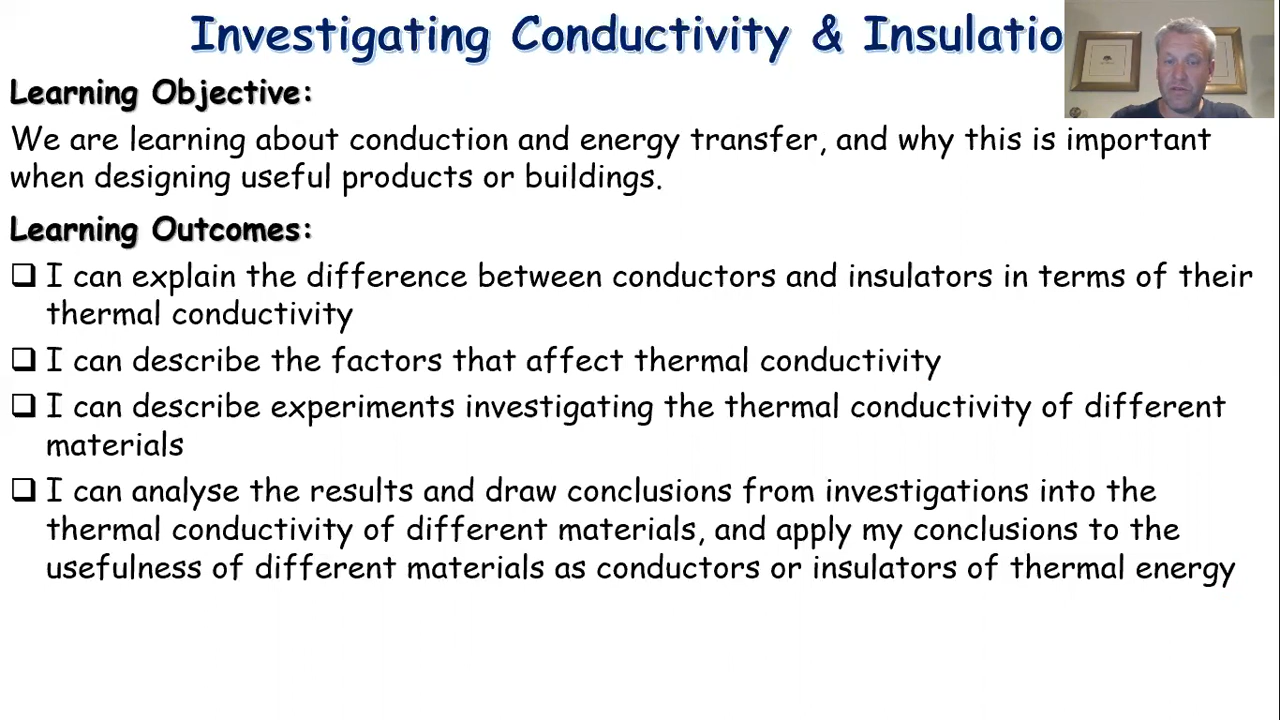 Investigating Conductivity & Insulatio
Learning Objective:
We are learning about conduction and energy transfer, and why this is important
when designing useful products or buildings.
Learning Outcomes:
❑ I can explain the difference between conductors and insulators in terms of their
thermal conductivity
❑ I can describe the factors that affect thermal conductivity
❑ I can describe experiments investigating the thermal conductivity of different
materials
❑ I can analyse the results and draw conclusions from investigations into the
thermal conductivity of different materials, and apply my conclusions to the
usefulness of different materials as conductors or insulators of thermal energy